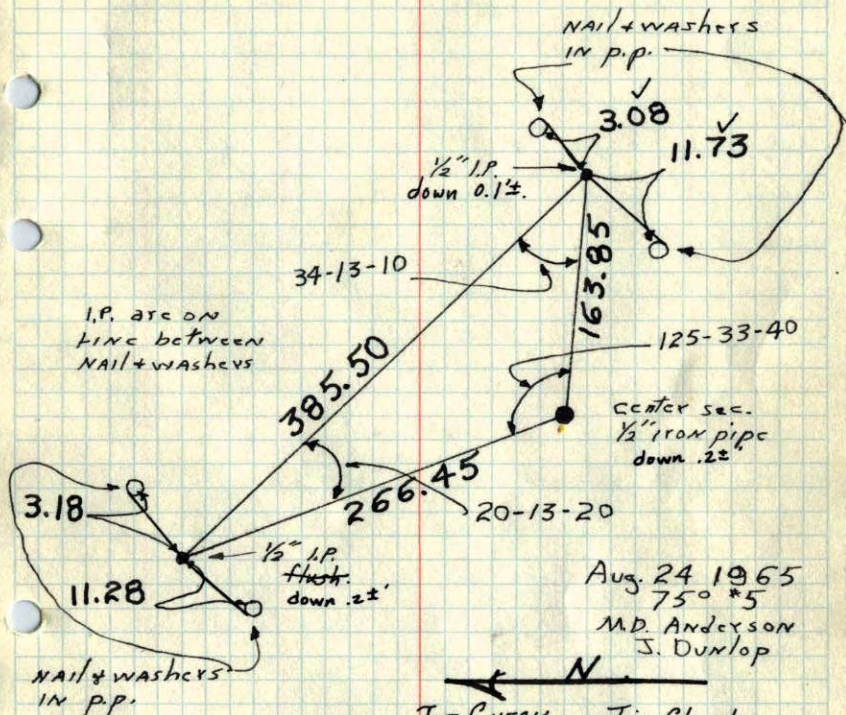 NAil + wAshers
IN p.p.
3.08
11.73
½" I.P.
down 0.1'±.
34-13-10
163.85
I.P. are oN
LiNe between
NAil + wAshers
125-33-40
385.50
center sec.
½" iroN pipe
down .2±'
266.45
3.18
20-13-20
½" I.P.
flush.
down .2±'
11.28
Aug. 24 1965
75° #5
M.D. ANdersoN
J. DuNlop
NAil + wAshers
IN p.p.
N